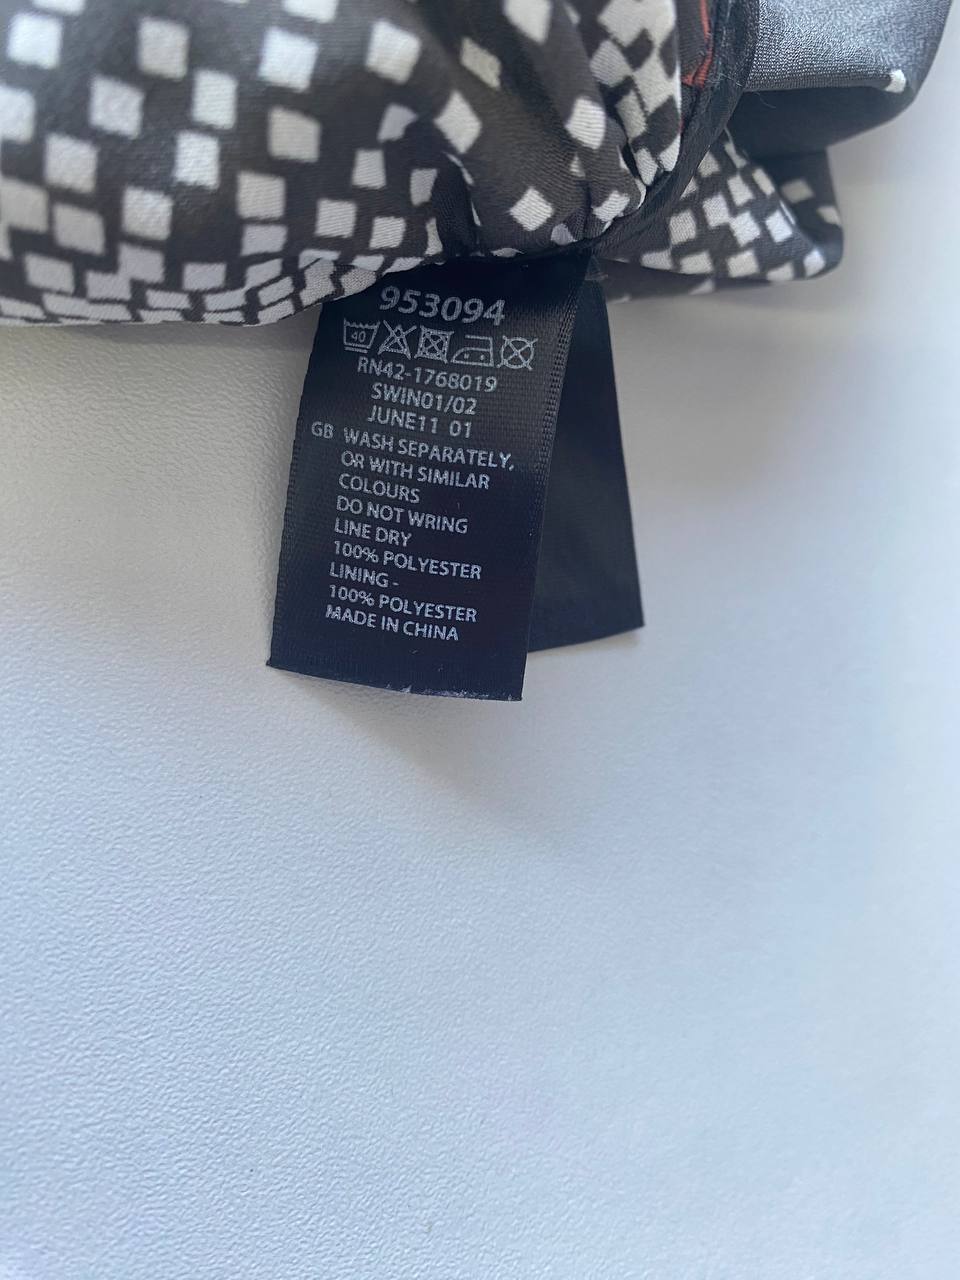 953094
40
RN42-1768019
SWIN01/02
JUNE11 01
GB WASH SEPARATELY,
OR WITH SIMILAR
COLOURS
DO NOT WRING
LINE DRY
100% POLYESTER
LINING -
100% POLYESTER
MADE IN CHINA